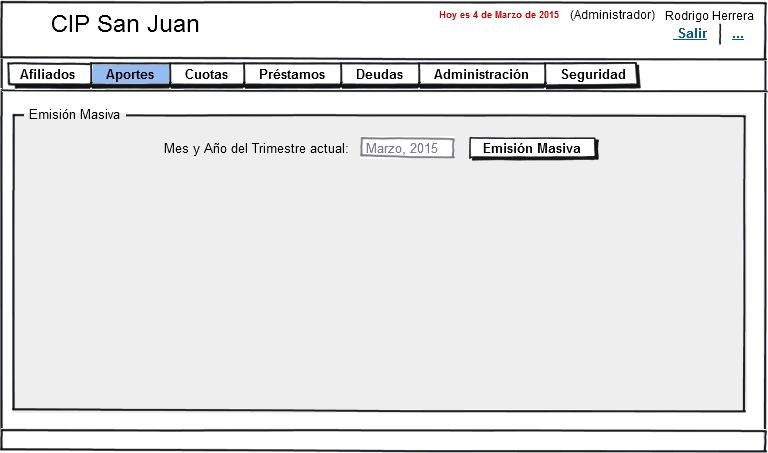 CIP San Juan
Hoy es 4 de Marzo de 2015 (Administrador) Rodrigo Herrera
Salir | ...
Afiliados Aportes Cuotas Préstamos Deudas Administración Seguridad
Emisión Masiva
Mes y Año del Trimestre actual: Marzo, 2015 Emisión Masiva